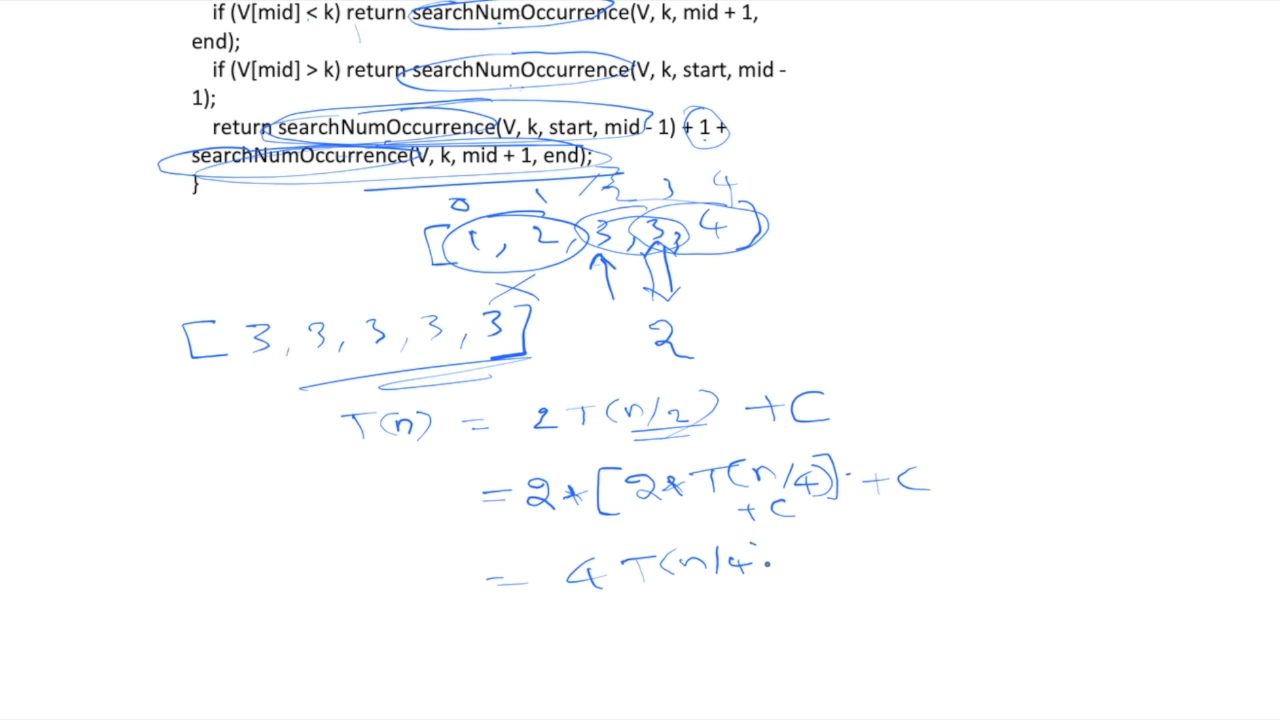 if (V[mid] < k) return searchNumOccurrence(V, k, mid + 1,
end);
if (V[mid] > k) return searchNumOccurrence(V, k, start, mid -
1);
return searchNumOccurrence(V, k, start, mid - 1) + 1 +
searchNumOccurrence(V, k, mid + 1, end);
}
0 1 2 3 4
[1, 2, 3, 3, 4]
[3, 3, 3, 3, 3]
2
T(n) = 2T(n/2) + C
= 2*[2*T(n/4)] + C
+ C
= 4T(n/4)